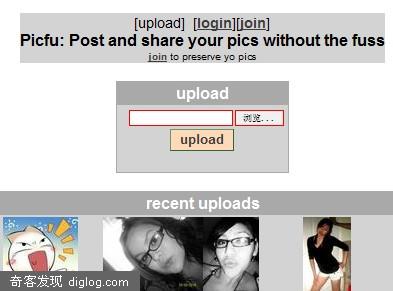 [upload] [login][join]
Picfu: Post and share your pics without the fuss
join to preserve yo pics
upload
浏览...
upload
recent uploads
奇客发现 diglog.com